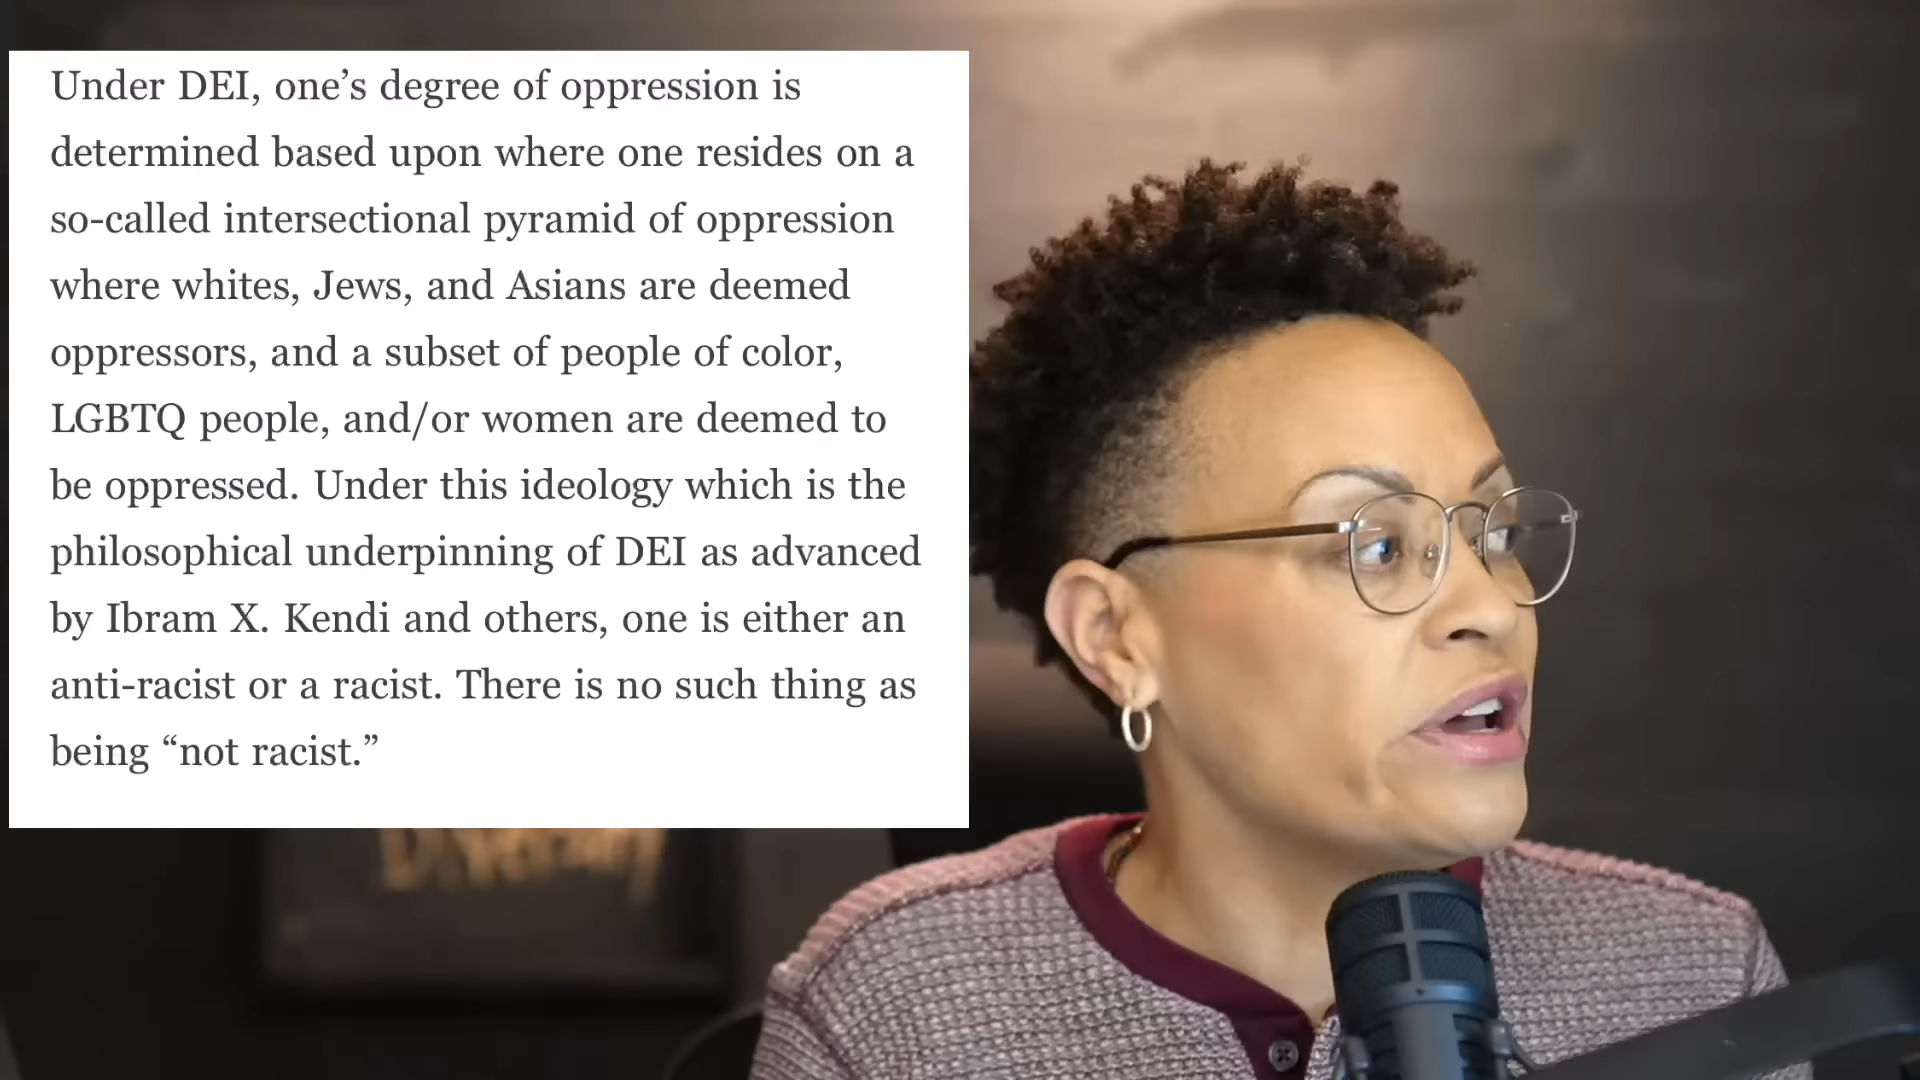 Under DEI, one’s degree of oppression is
determined based upon where one resides on a
so-called intersectional pyramid of oppression
where whites, Jews, and Asians are deemed
oppressors, and a subset of people of color,
LGBTQ people, and/or women are deemed to
be oppressed. Under this ideology which is the
philosophical underpinning of DEI as advanced
by Ibram X. Kendi and others, one is either an
anti-racist or a racist. There is no such thing as
being “not racist.”
Diversity